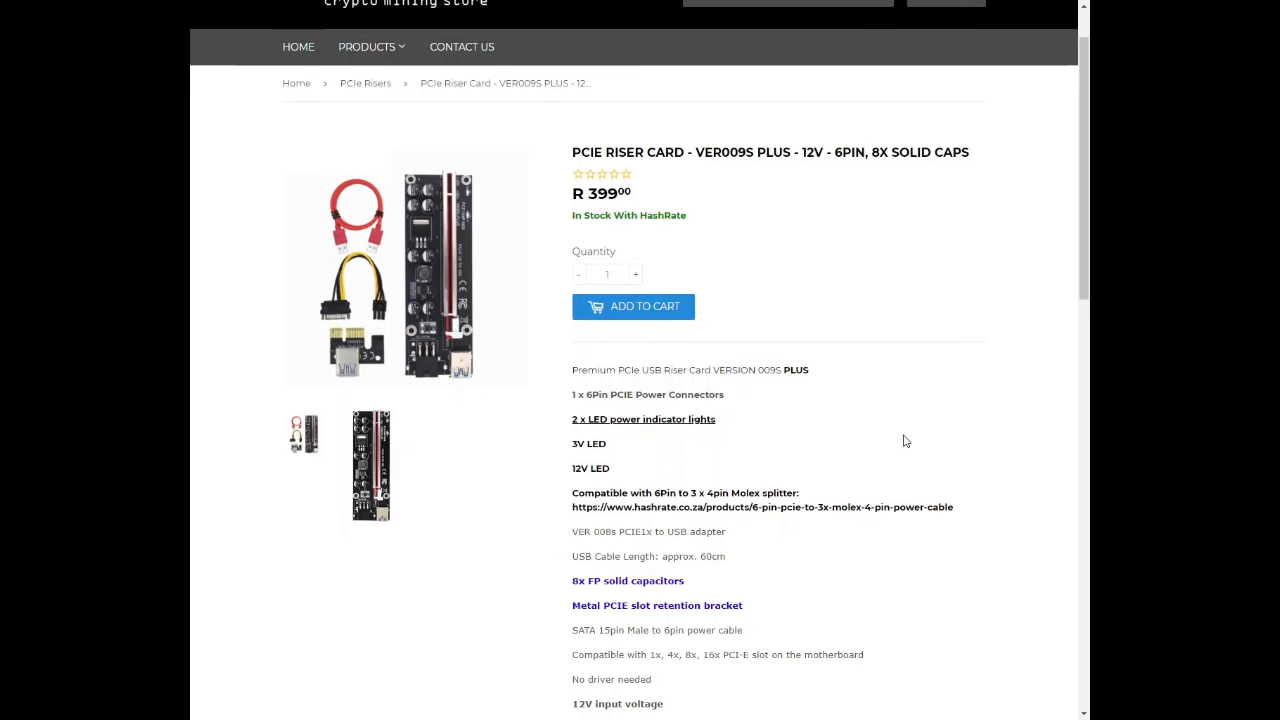 Crypto mining store
HOME PRODUCTS CONTACT US
Home › PCIe Risers › PCIe Riser Card - VER009S PLUS - 12...
PCIE RISER CARD - VER009S PLUS - 12V - 6PIN, 8X SOLID CAPS
R 399⁰⁰
In Stock With HashRate
Quantity
- 1 +
ADD TO CART
Premium PCIe USB Riser Card VERSION 009S PLUS
1 x 6Pin PCIE Power Connectors
2 x LED power indicator lights
3V LED
12V LED
Compatible with 6Pin to 3 x 4pin Molex splitter:
https://www.hashrate.co.za/products/6-pin-pcie-to-3x-molex-4-pin-power-cable
VER 008s PCIE1x to USB adapter
USB Cable Length: approx. 60cm
8x FP solid capacitors
Metal PCIE slot retention bracket
SATA 15pin Male to 6pin power cable
Compatible with 1x, 4x, 8x, 16x PCI-E slot on the motherboard
No driver needed
12V input voltage